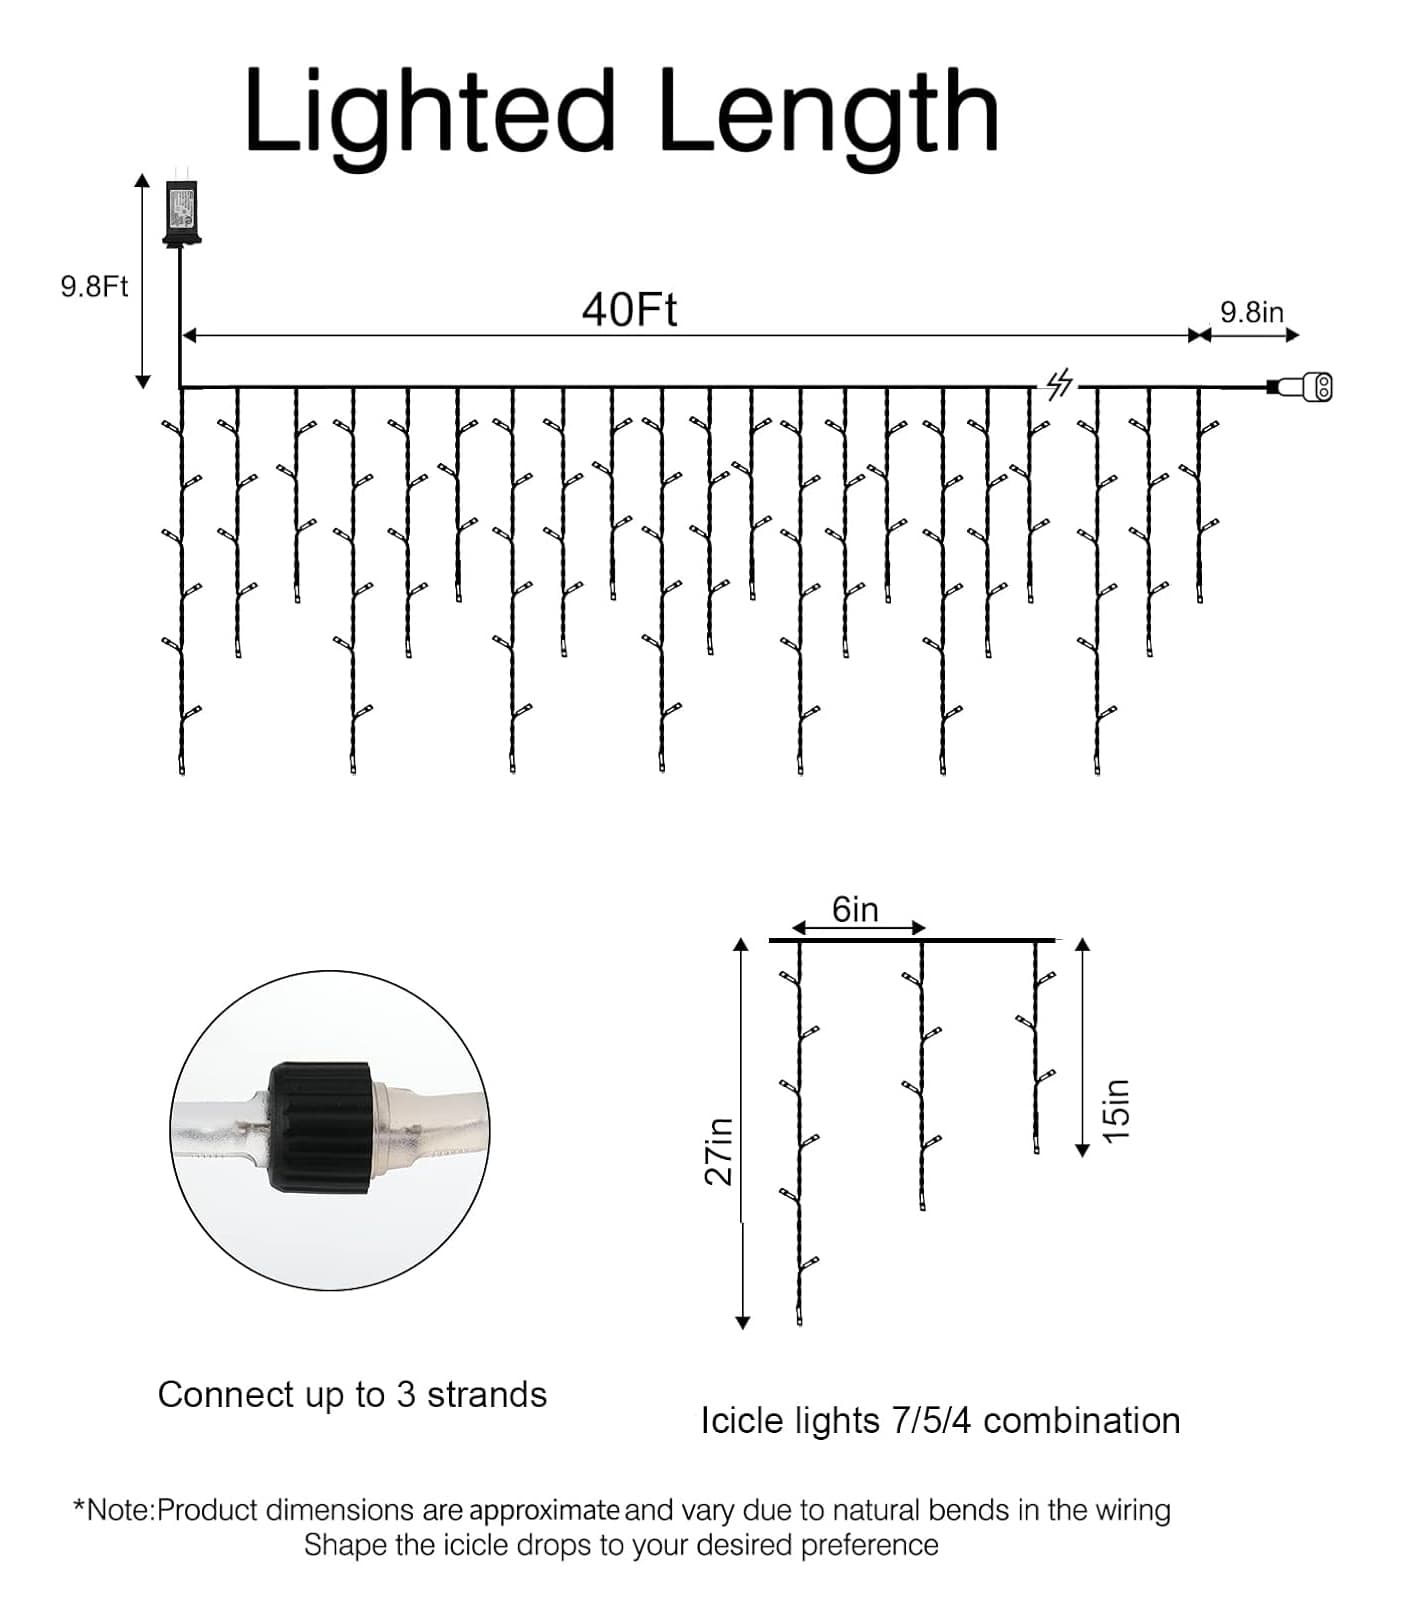 Lighted Length
9.8Ft
40Ft
9.8in
6in
27in
15in
Connect up to 3 strands
Icicle lights 7/5/4 combination
*Note:Product dimensions are approximate and vary due to natural bends in the wiring
Shape the icicle drops to your desired preference